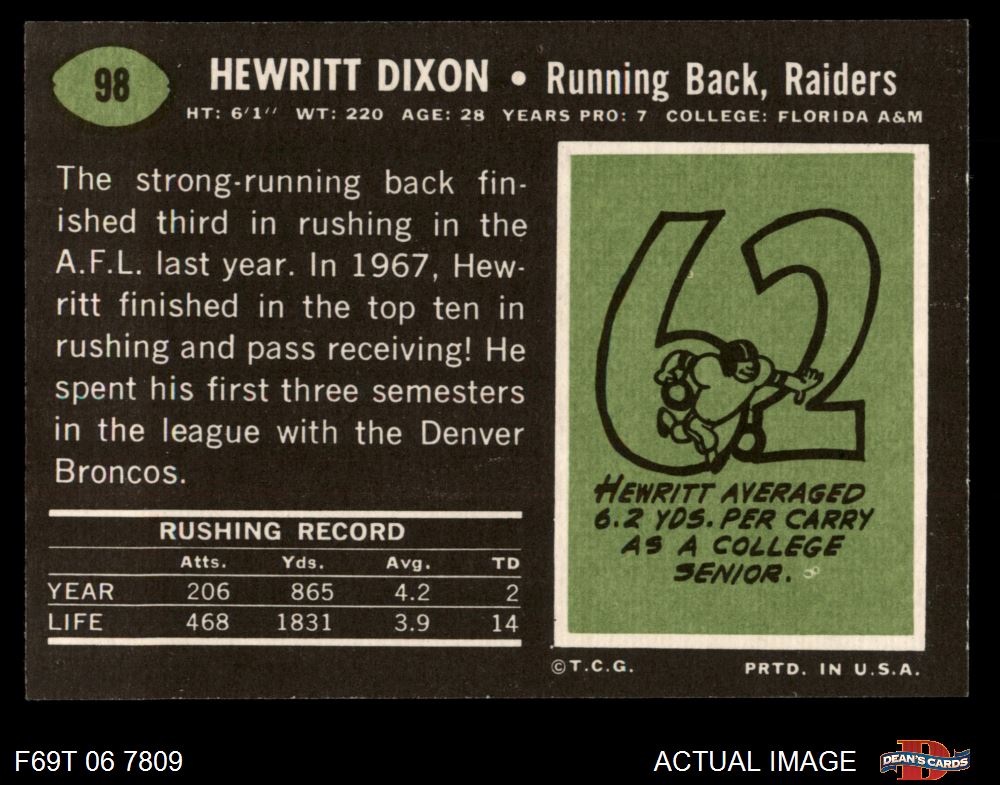 98
HEWRITT DIXON • Running Back, Raiders
HT: 6'1" WT: 220 AGE: 28 YEARS PRO: 7 COLLEGE: FLORIDA A&M
The strong-running back fin-
ished third in rushing in the
A.F.L. last year. In 1967, Hew-
ritt finished in the top ten in
rushing and pass receiving! He
spent his first three semesters
in the league with the Denver
Broncos.
RUSHING RECORD
Atts. Yds. Avg. TD
YEAR 206 865 4.2 2
LIFE 468 1831 3.9 14
62
HEWRITT AVERAGED
6.2 YDS. PER CARRY
AS A COLLEGE
SENIOR.
©T.C.G. PRTD. IN U.S.A.
F69T 06 7809 ACTUAL IMAGE
D
DEAN'S CARDS